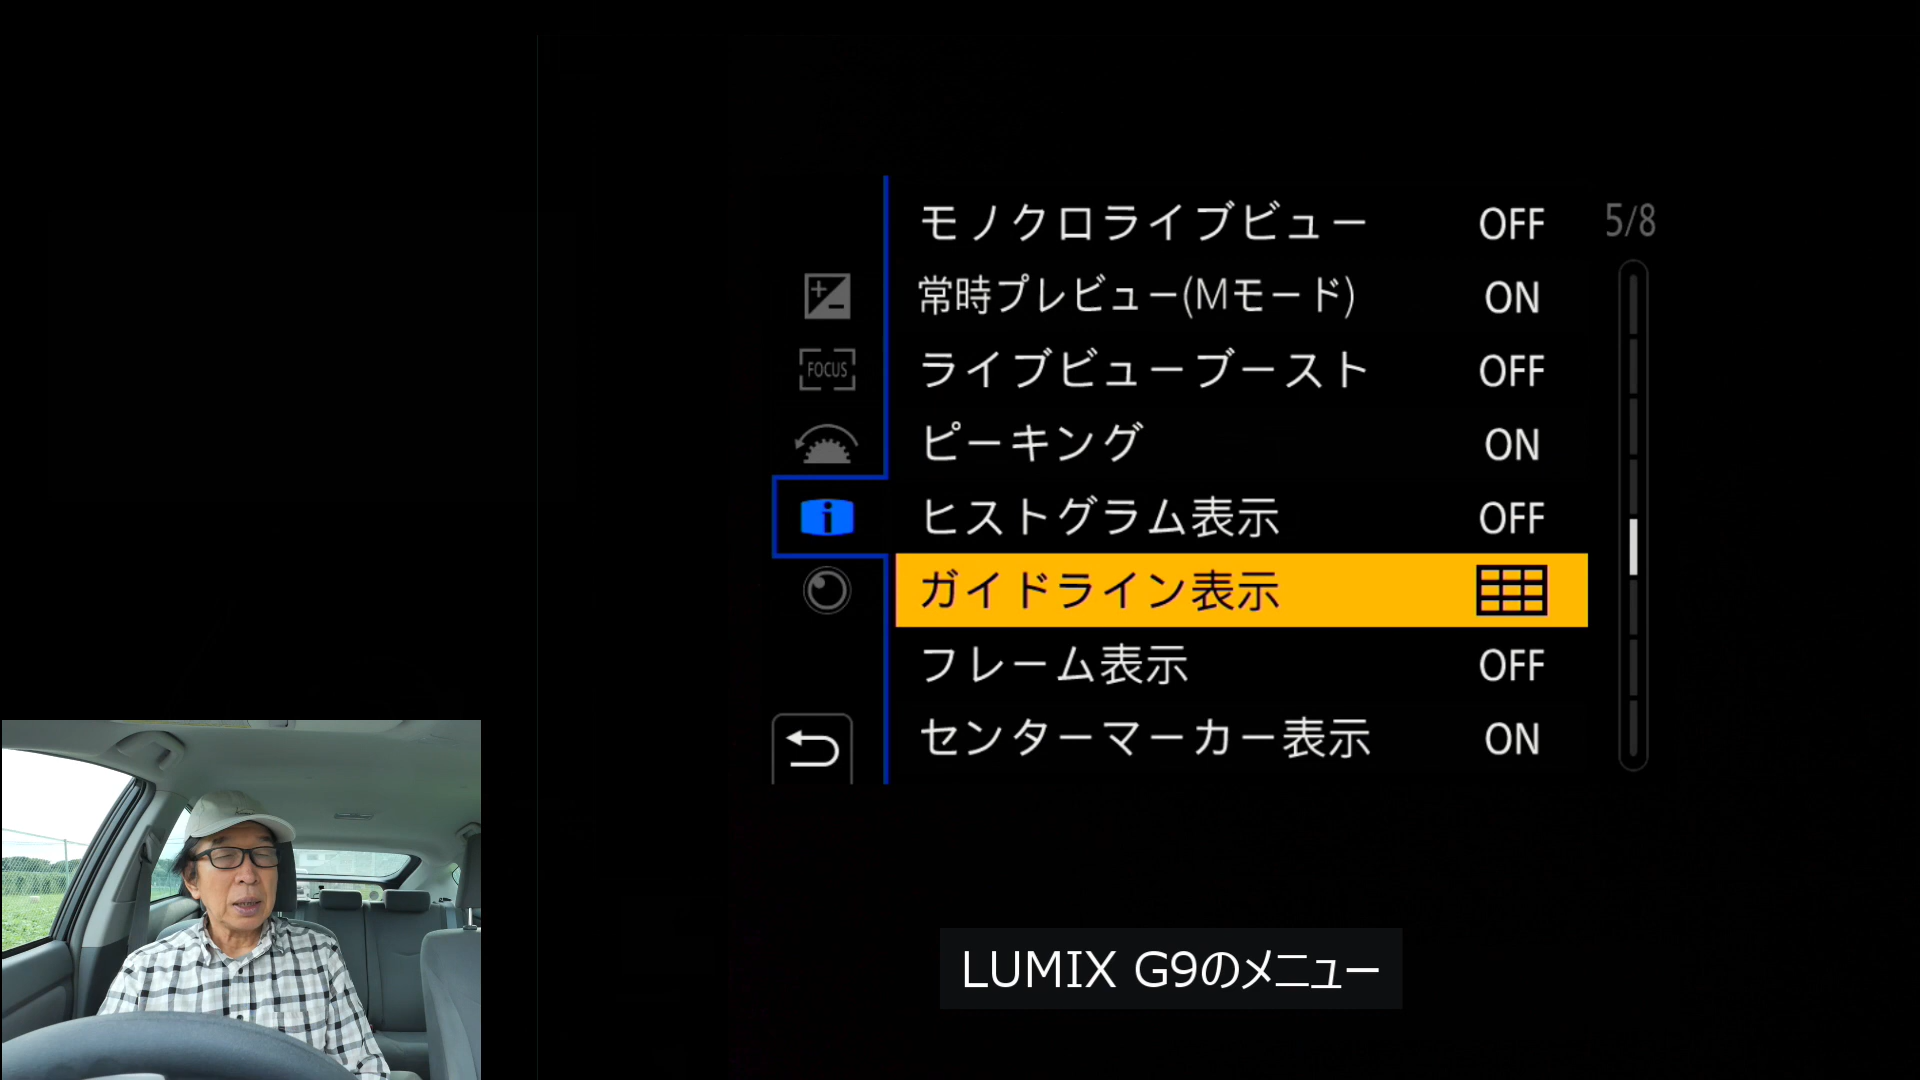 モノクロライブビュー OFF 5/8
常時プレビュー(Mモード) ON
FOCUS ライブビューブースト OFF
ピーキング ON
i ヒストグラム表示 OFF
ガイドライン表示
フレーム表示 OFF
センターマーカー表示 ON
LUMIX G9のメニュー